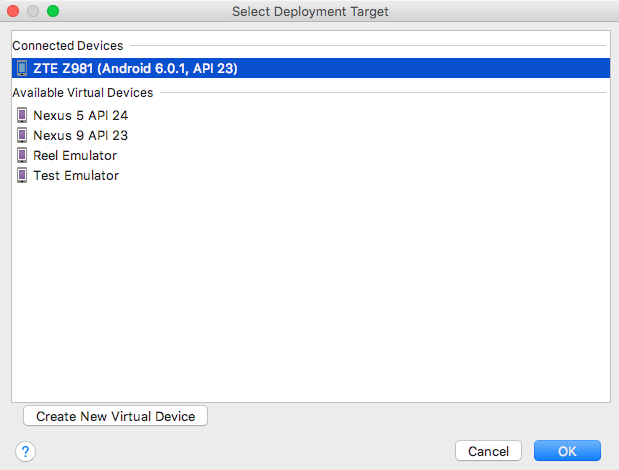 Select Deployment Target
Connected Devices
ZTE Z981 (Android 6.0.1, API 23)
Available Virtual Devices
Nexus 5 API 24
Nexus 9 API 23
Reel Emulator
Test Emulator
Create New Virtual Device
? Cancel OK